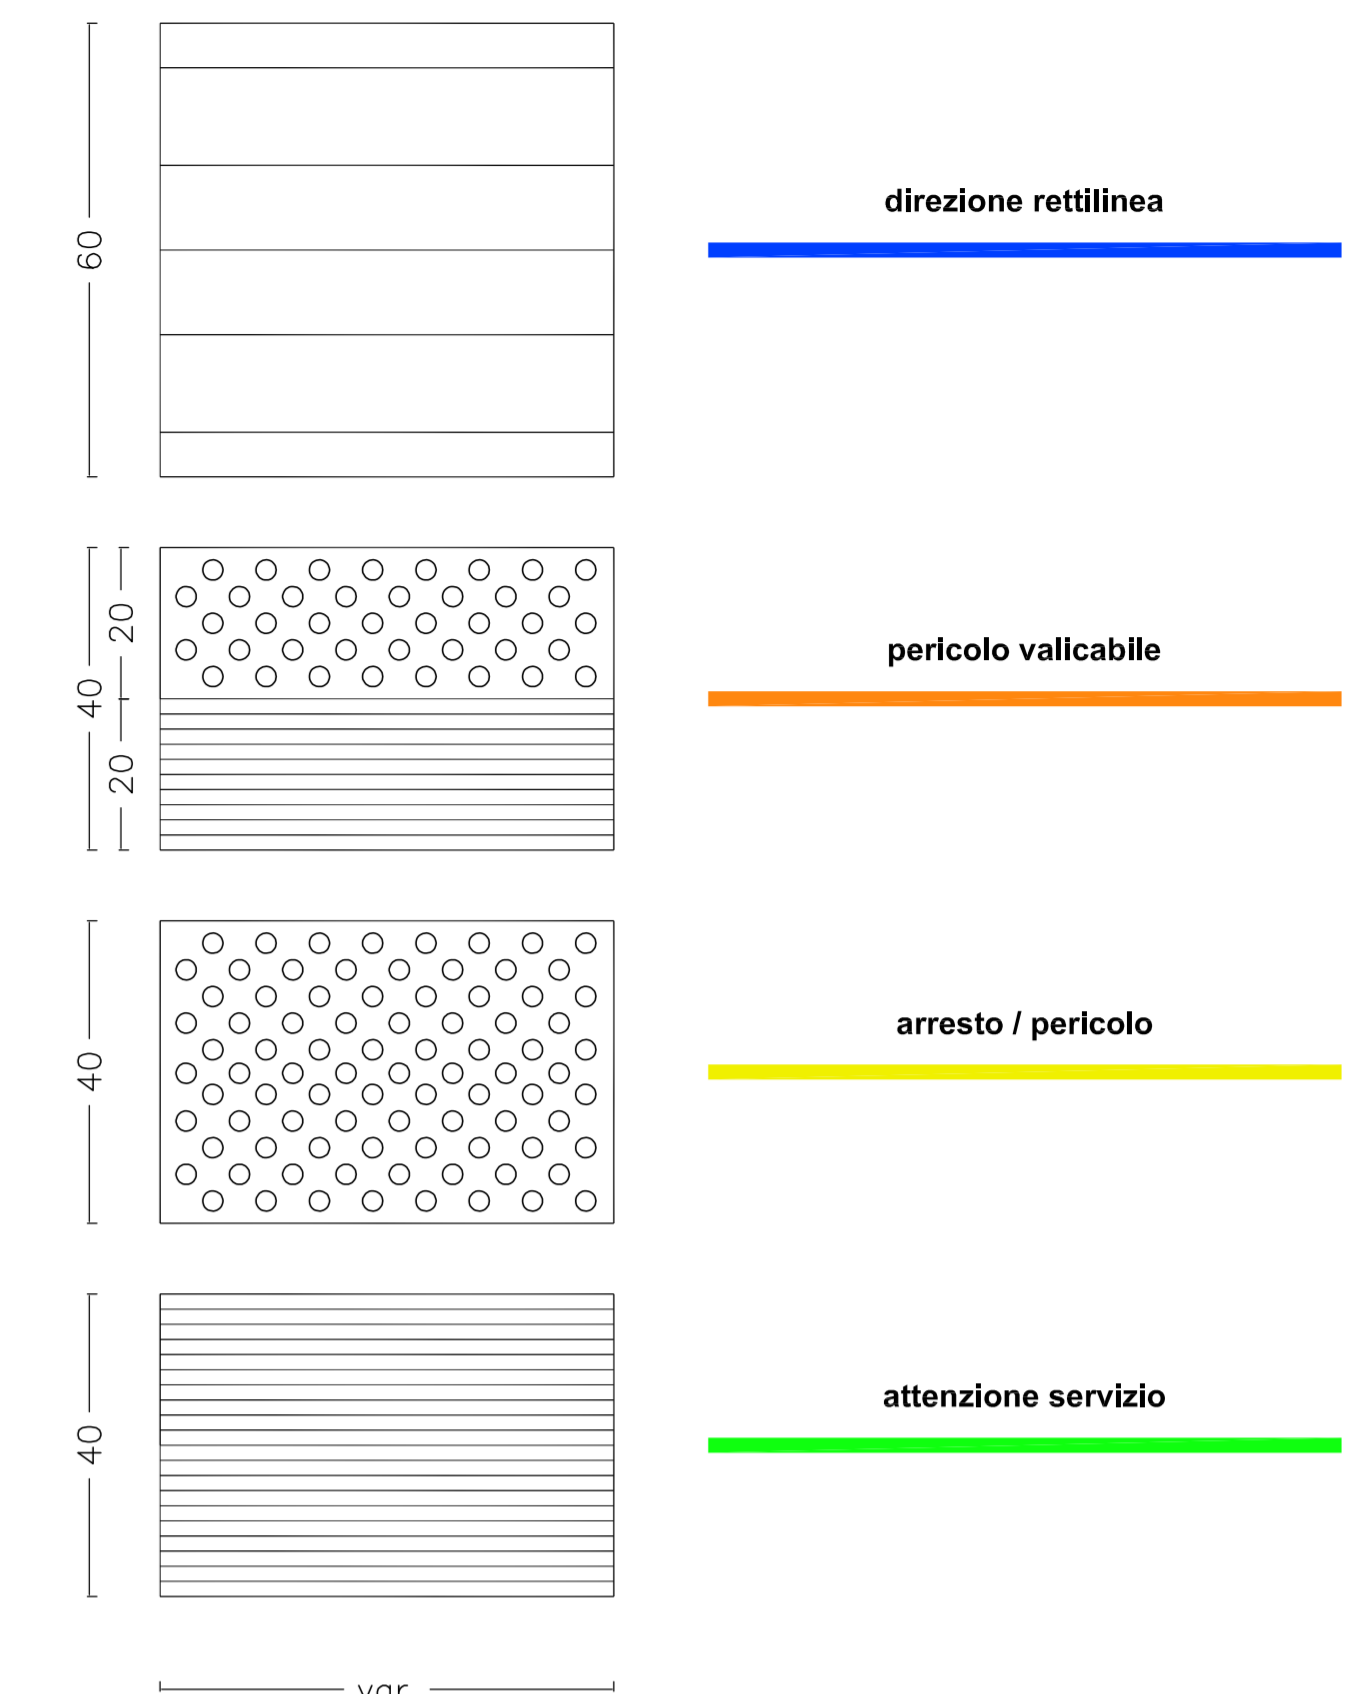 60
direzione rettilinea
40
20
20
pericolo valicabile
40
arresto / pericolo
40
attenzione servizio
var